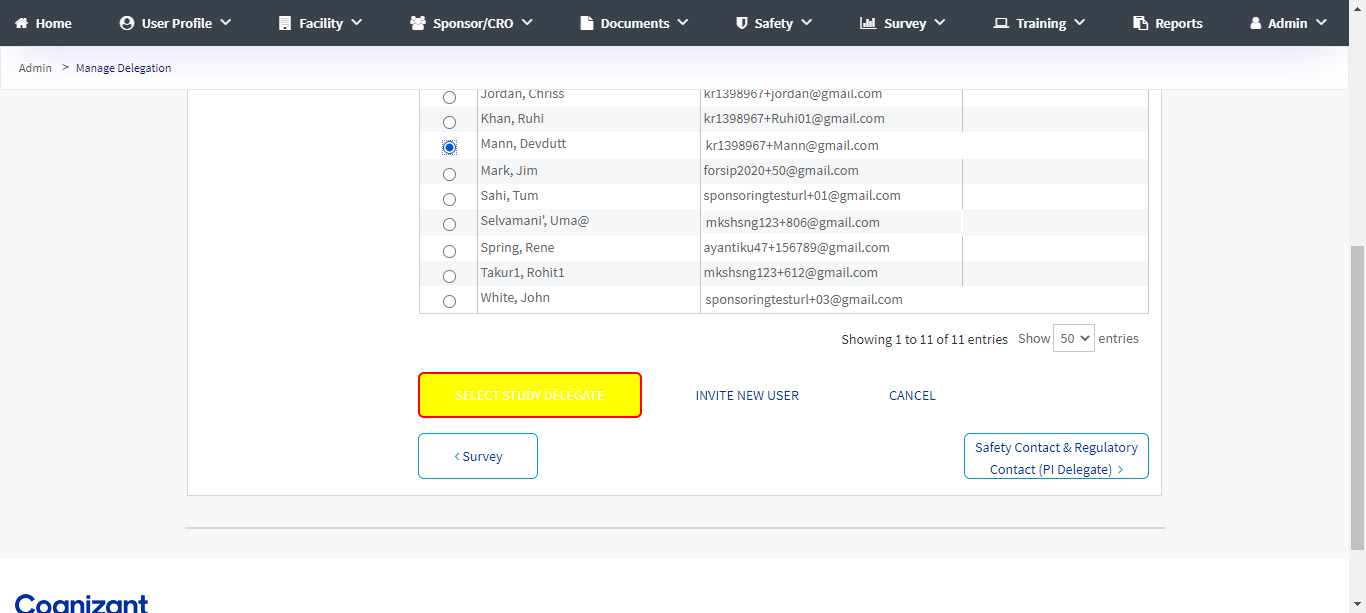 Home User Profile Facility Sponsor/CRO Documents Safety Survey Training Reports Admin
Admin > Manage Delegation
Jordan, Chriss kr1398967+jordan@gmail.com
Khan, Ruhi kr1398967+Ruhi01@gmail.com
Mann, Devdutt kr1398967+Mann@gmail.com
Mark, Jim forsip2020+50@gmail.com
Sahi, Tum sponsoringtesturl+01@gmail.com
Selvamani', Uma@ mkshsng123+806@gmail.com
Spring, Rene ayantiku47+156789@gmail.com
Takur1, Rohit1 mkshsng123+612@gmail.com
White, John sponsoringtesturl+03@gmail.com
Showing 1 to 11 of 11 entries Show 50 entries
SELECT STUDY DELEGATE INVITE NEW USER CANCEL
< Survey
Safety Contact & Regulatory
Contact (PI Delegate) >
Cognizant